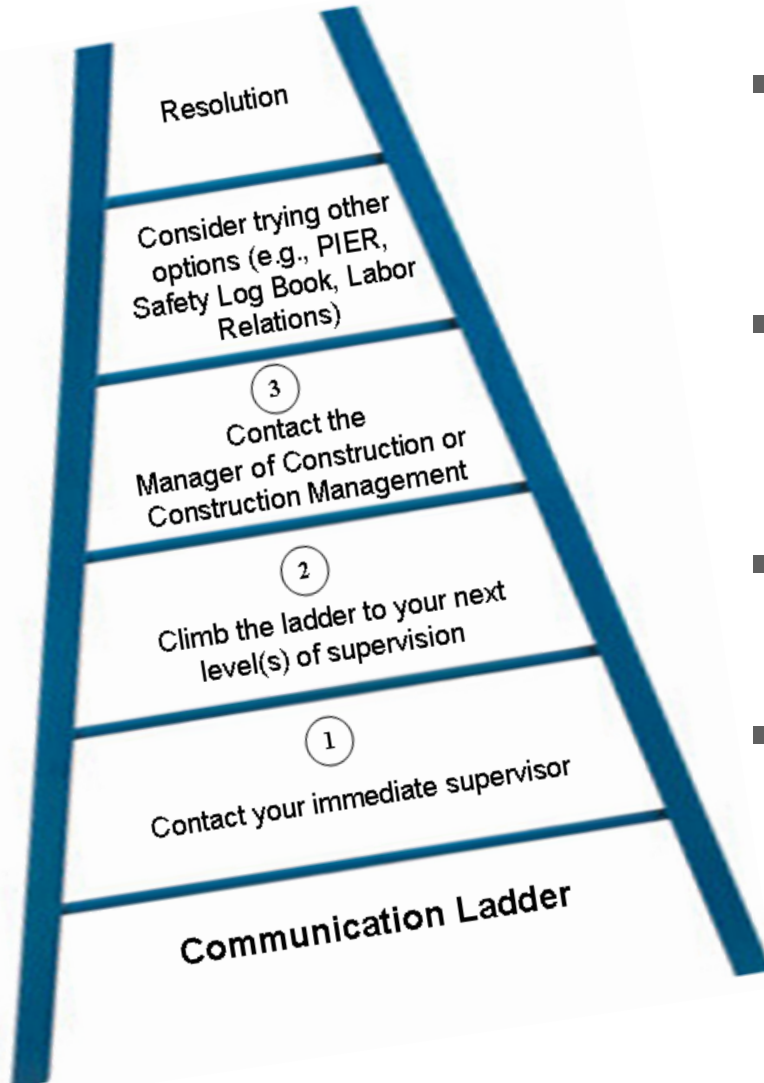 Resolution
Consider trying other
options (e.g., PIER,
Safety Log Book, Labor
Relations)
3
Contact the
Manager of Construction or
Construction Management
2
Climb the ladder to your next
level(s) of supervision
1
Contact your immediate supervisor
Communication Ladder